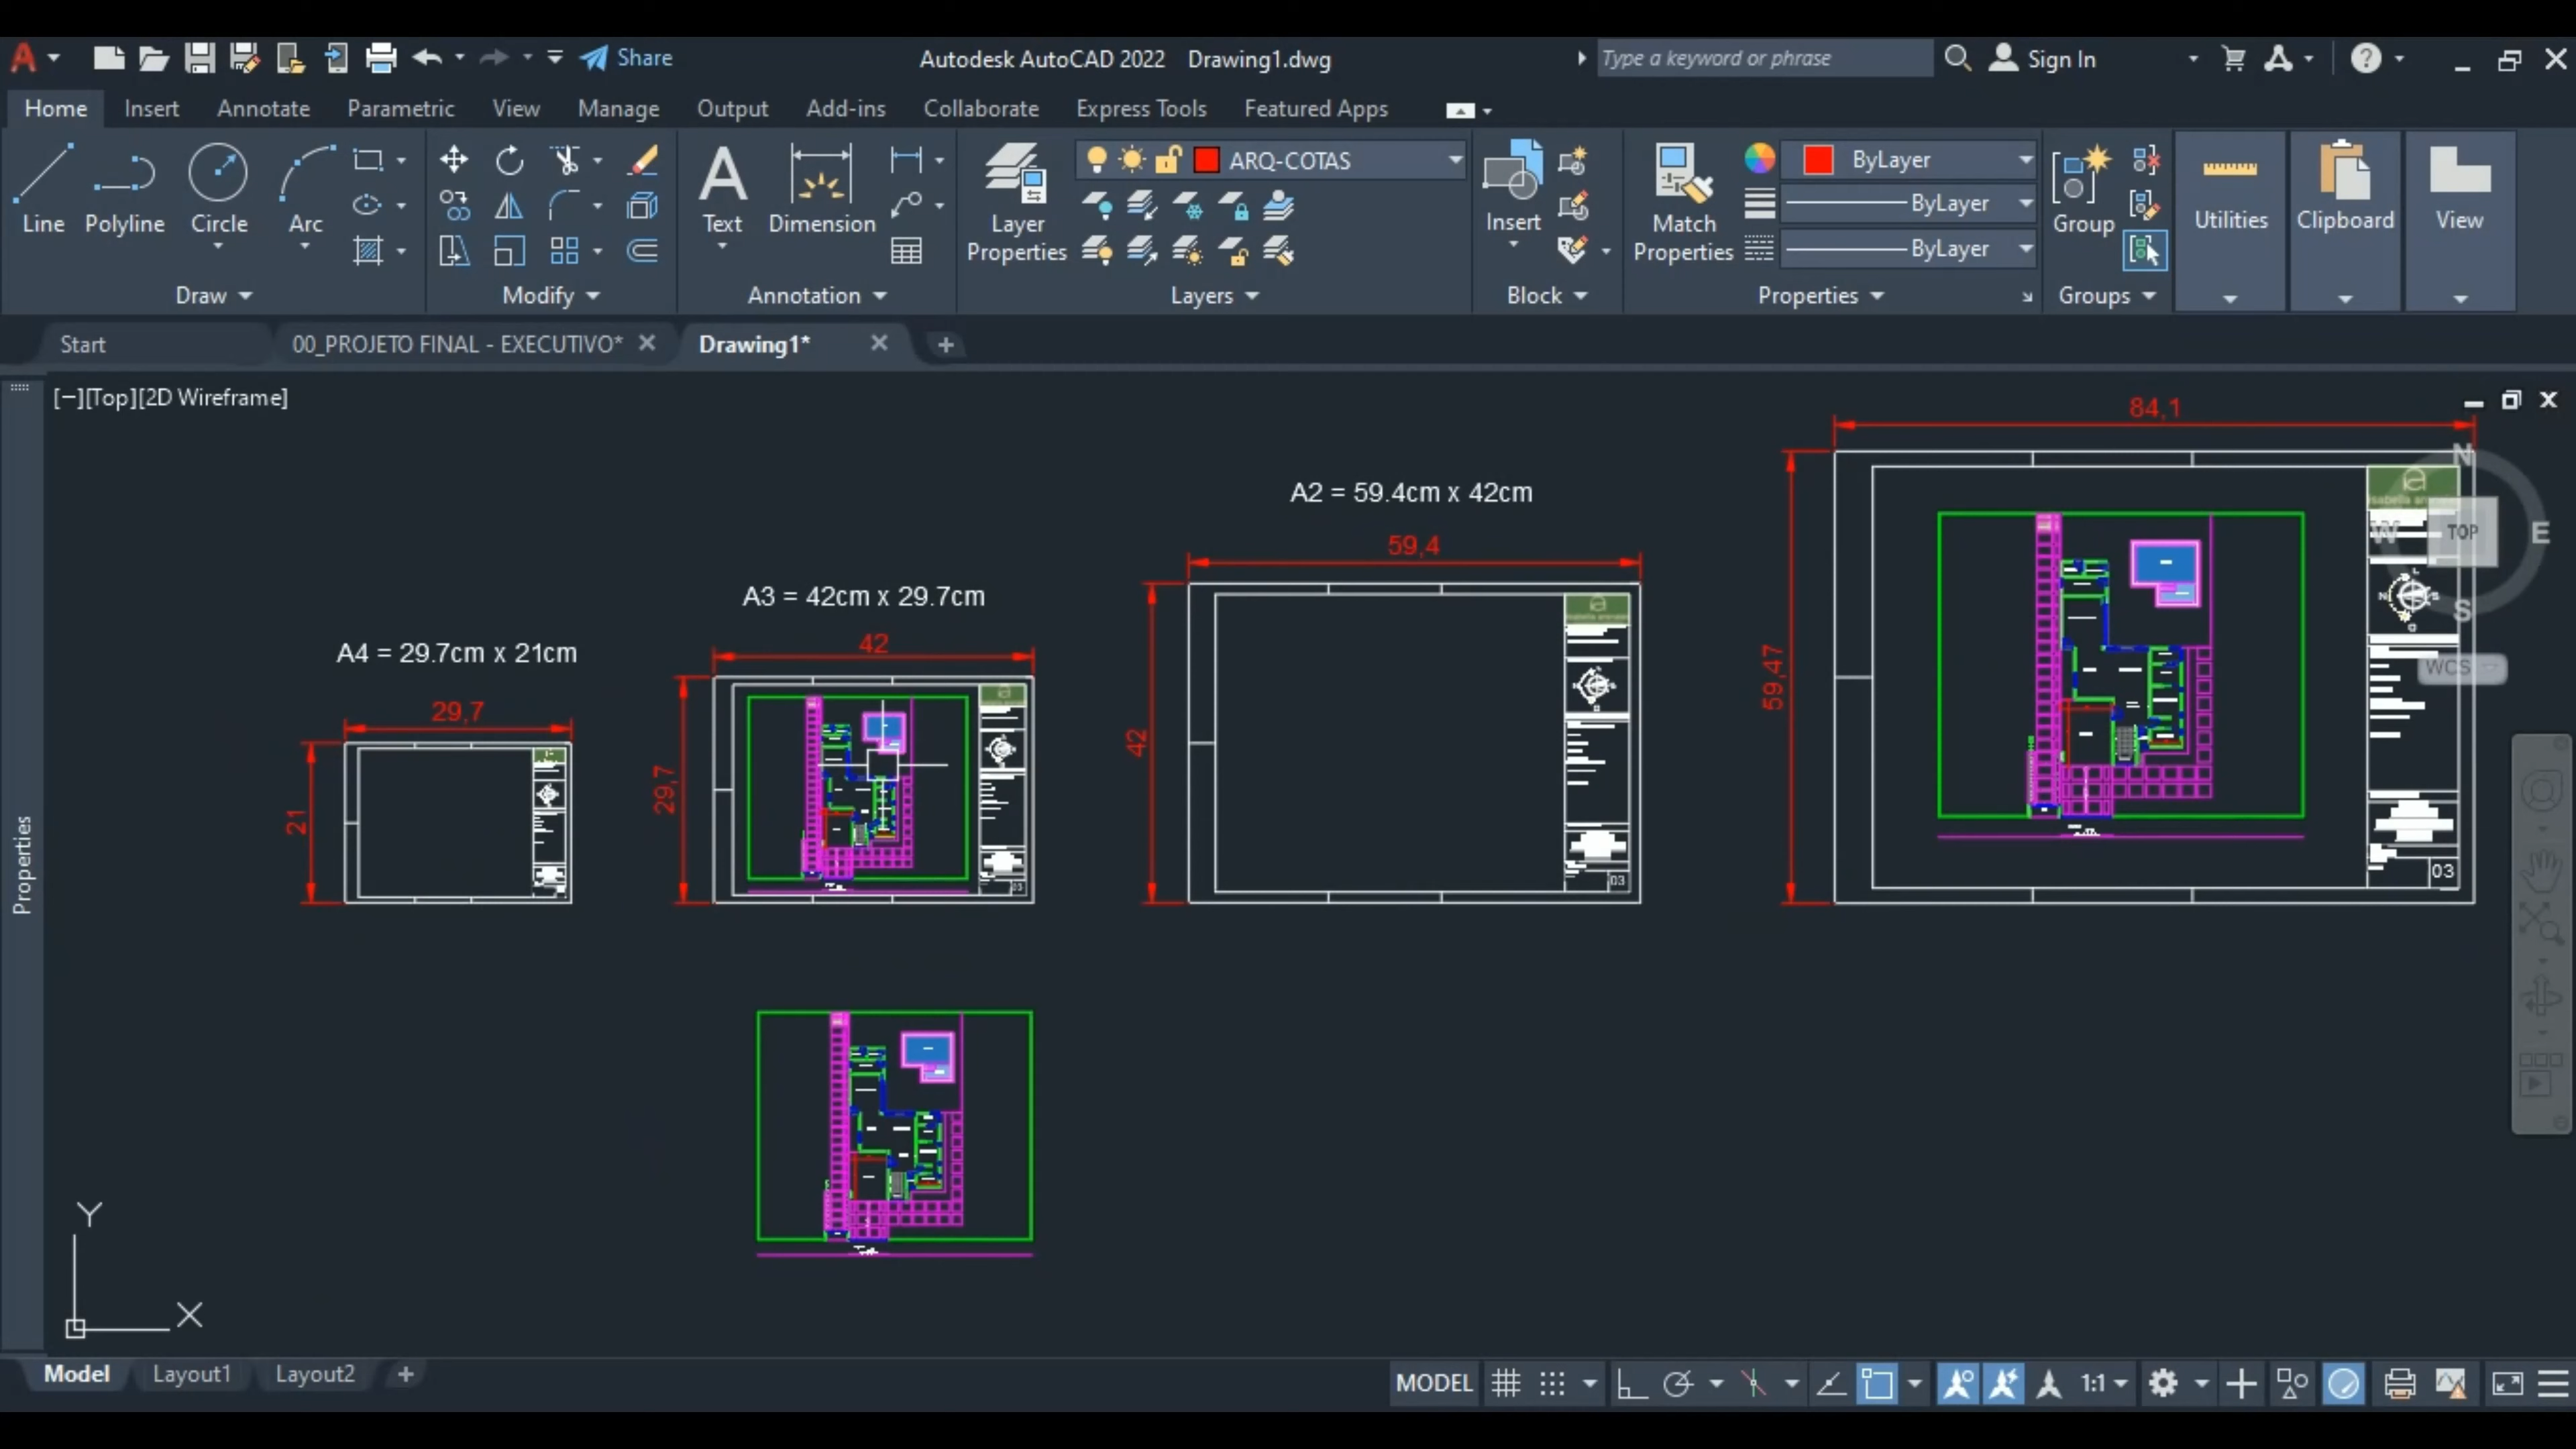 Share
Autodesk AutoCAD 2022 Drawing1.dwg
Type a keyword or phrase
Sign In
Home Insert Annotate Parametric View Manage Output Add-ins Collaborate Express Tools Featured Apps
Line Polyline Circle Arc
Draw
Modify
Text Dimension
Annotation
Layer Properties
ARQ-COTAS
Layers
Insert
Block
Match Properties
ByLayer
ByLayer
ByLayer
Properties
Group
Groups
Utilities
Clipboard
View
Start 00_PROJETO FINAL - EXECUTIVO* Drawing1*
[−][Top][2D Wireframe]
Properties
A4 = 29.7cm x 21cm
29,7
21
A3 = 42cm x 29.7cm
42
29,7
03
A2 = 59.4cm x 42cm
59,4
42
03
84,1
59,47
03
N
W TOP E
S
WCS
Y
X
Model Layout1 Layout2
MODEL
1:1